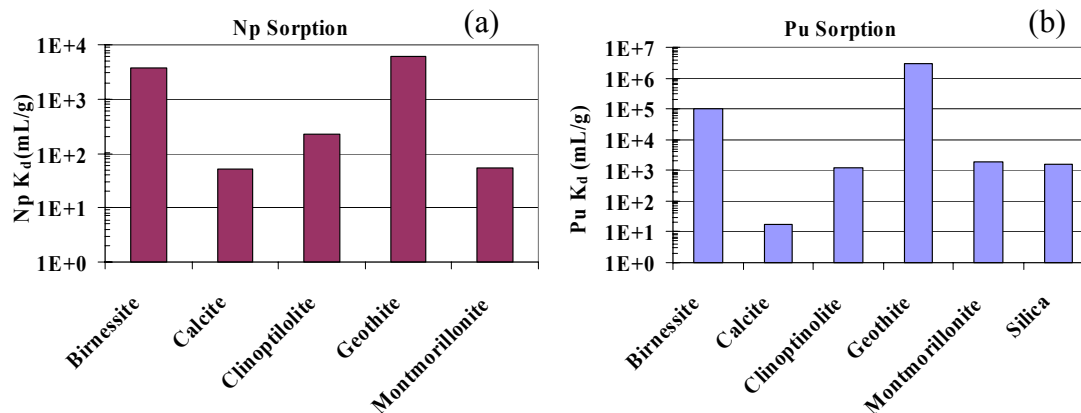 Np Sorption
(a)
Np Kd (mL/g)
1E+4
1E+3
1E+2
1E+1
1E+0
Birnessite
Calcite
Clinoptilolite
Geothite
Montmorillonite
Pu Sorption
(b)
Pu Kd (mL/g)
1E+7
1E+6
1E+5
1E+4
1E+3
1E+2
1E+1
1E+0
Birnessite
Calcite
Clinoptinolite
Geothite
Montmorillonite
Silica